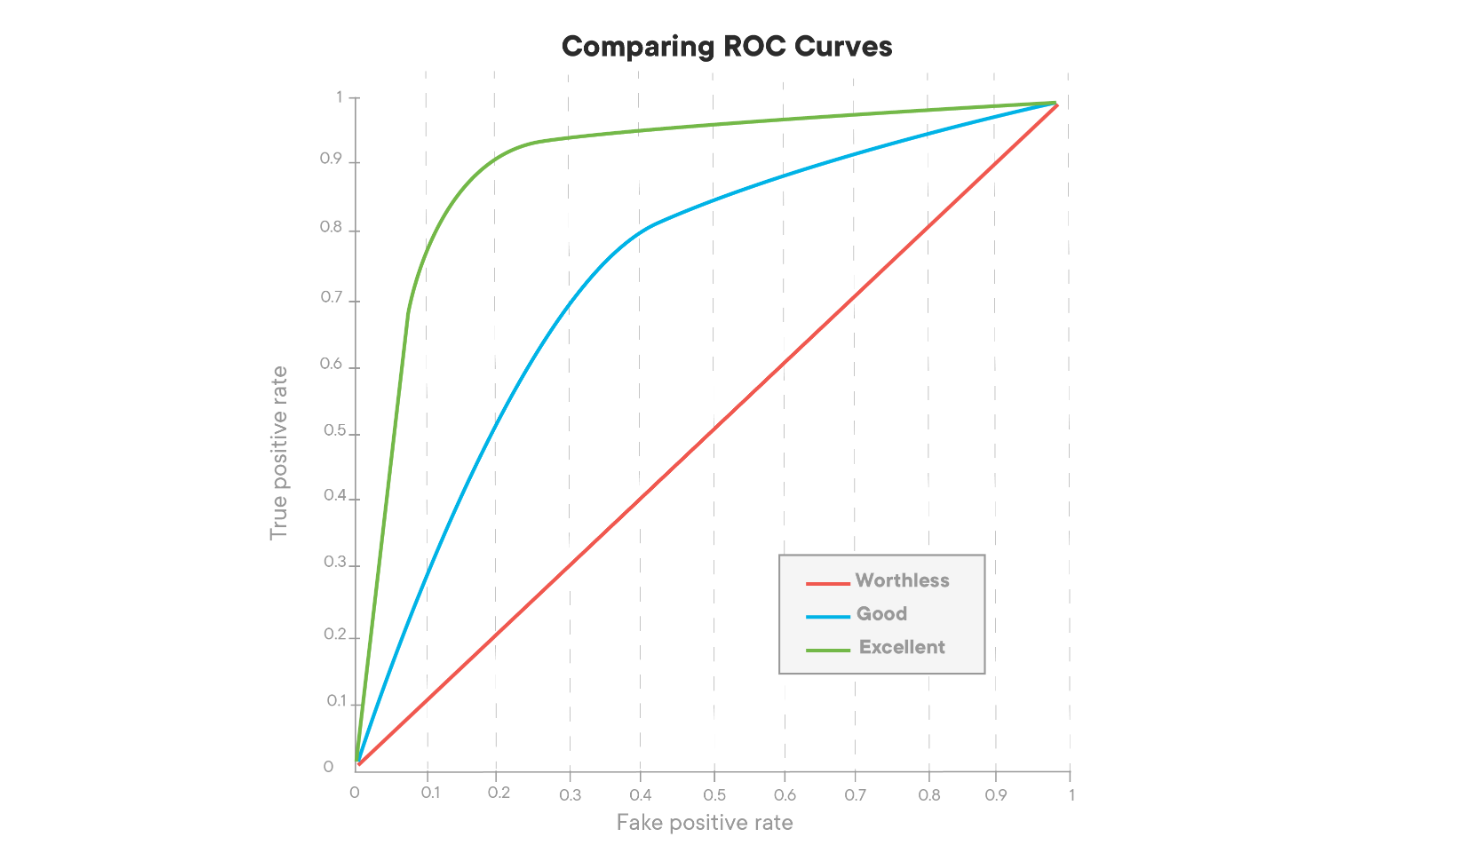 Comparing ROC Curves
1
0.9
0.8
0.7
0.6
0.5
0.4
0.3
0.2
0.1
0
True positive rate
Worthless
Good
Excellent
0 0.1 0.2 0.3 0.4 0.5 0.6 0.7 0.8 0.9 1
Fake positive rate